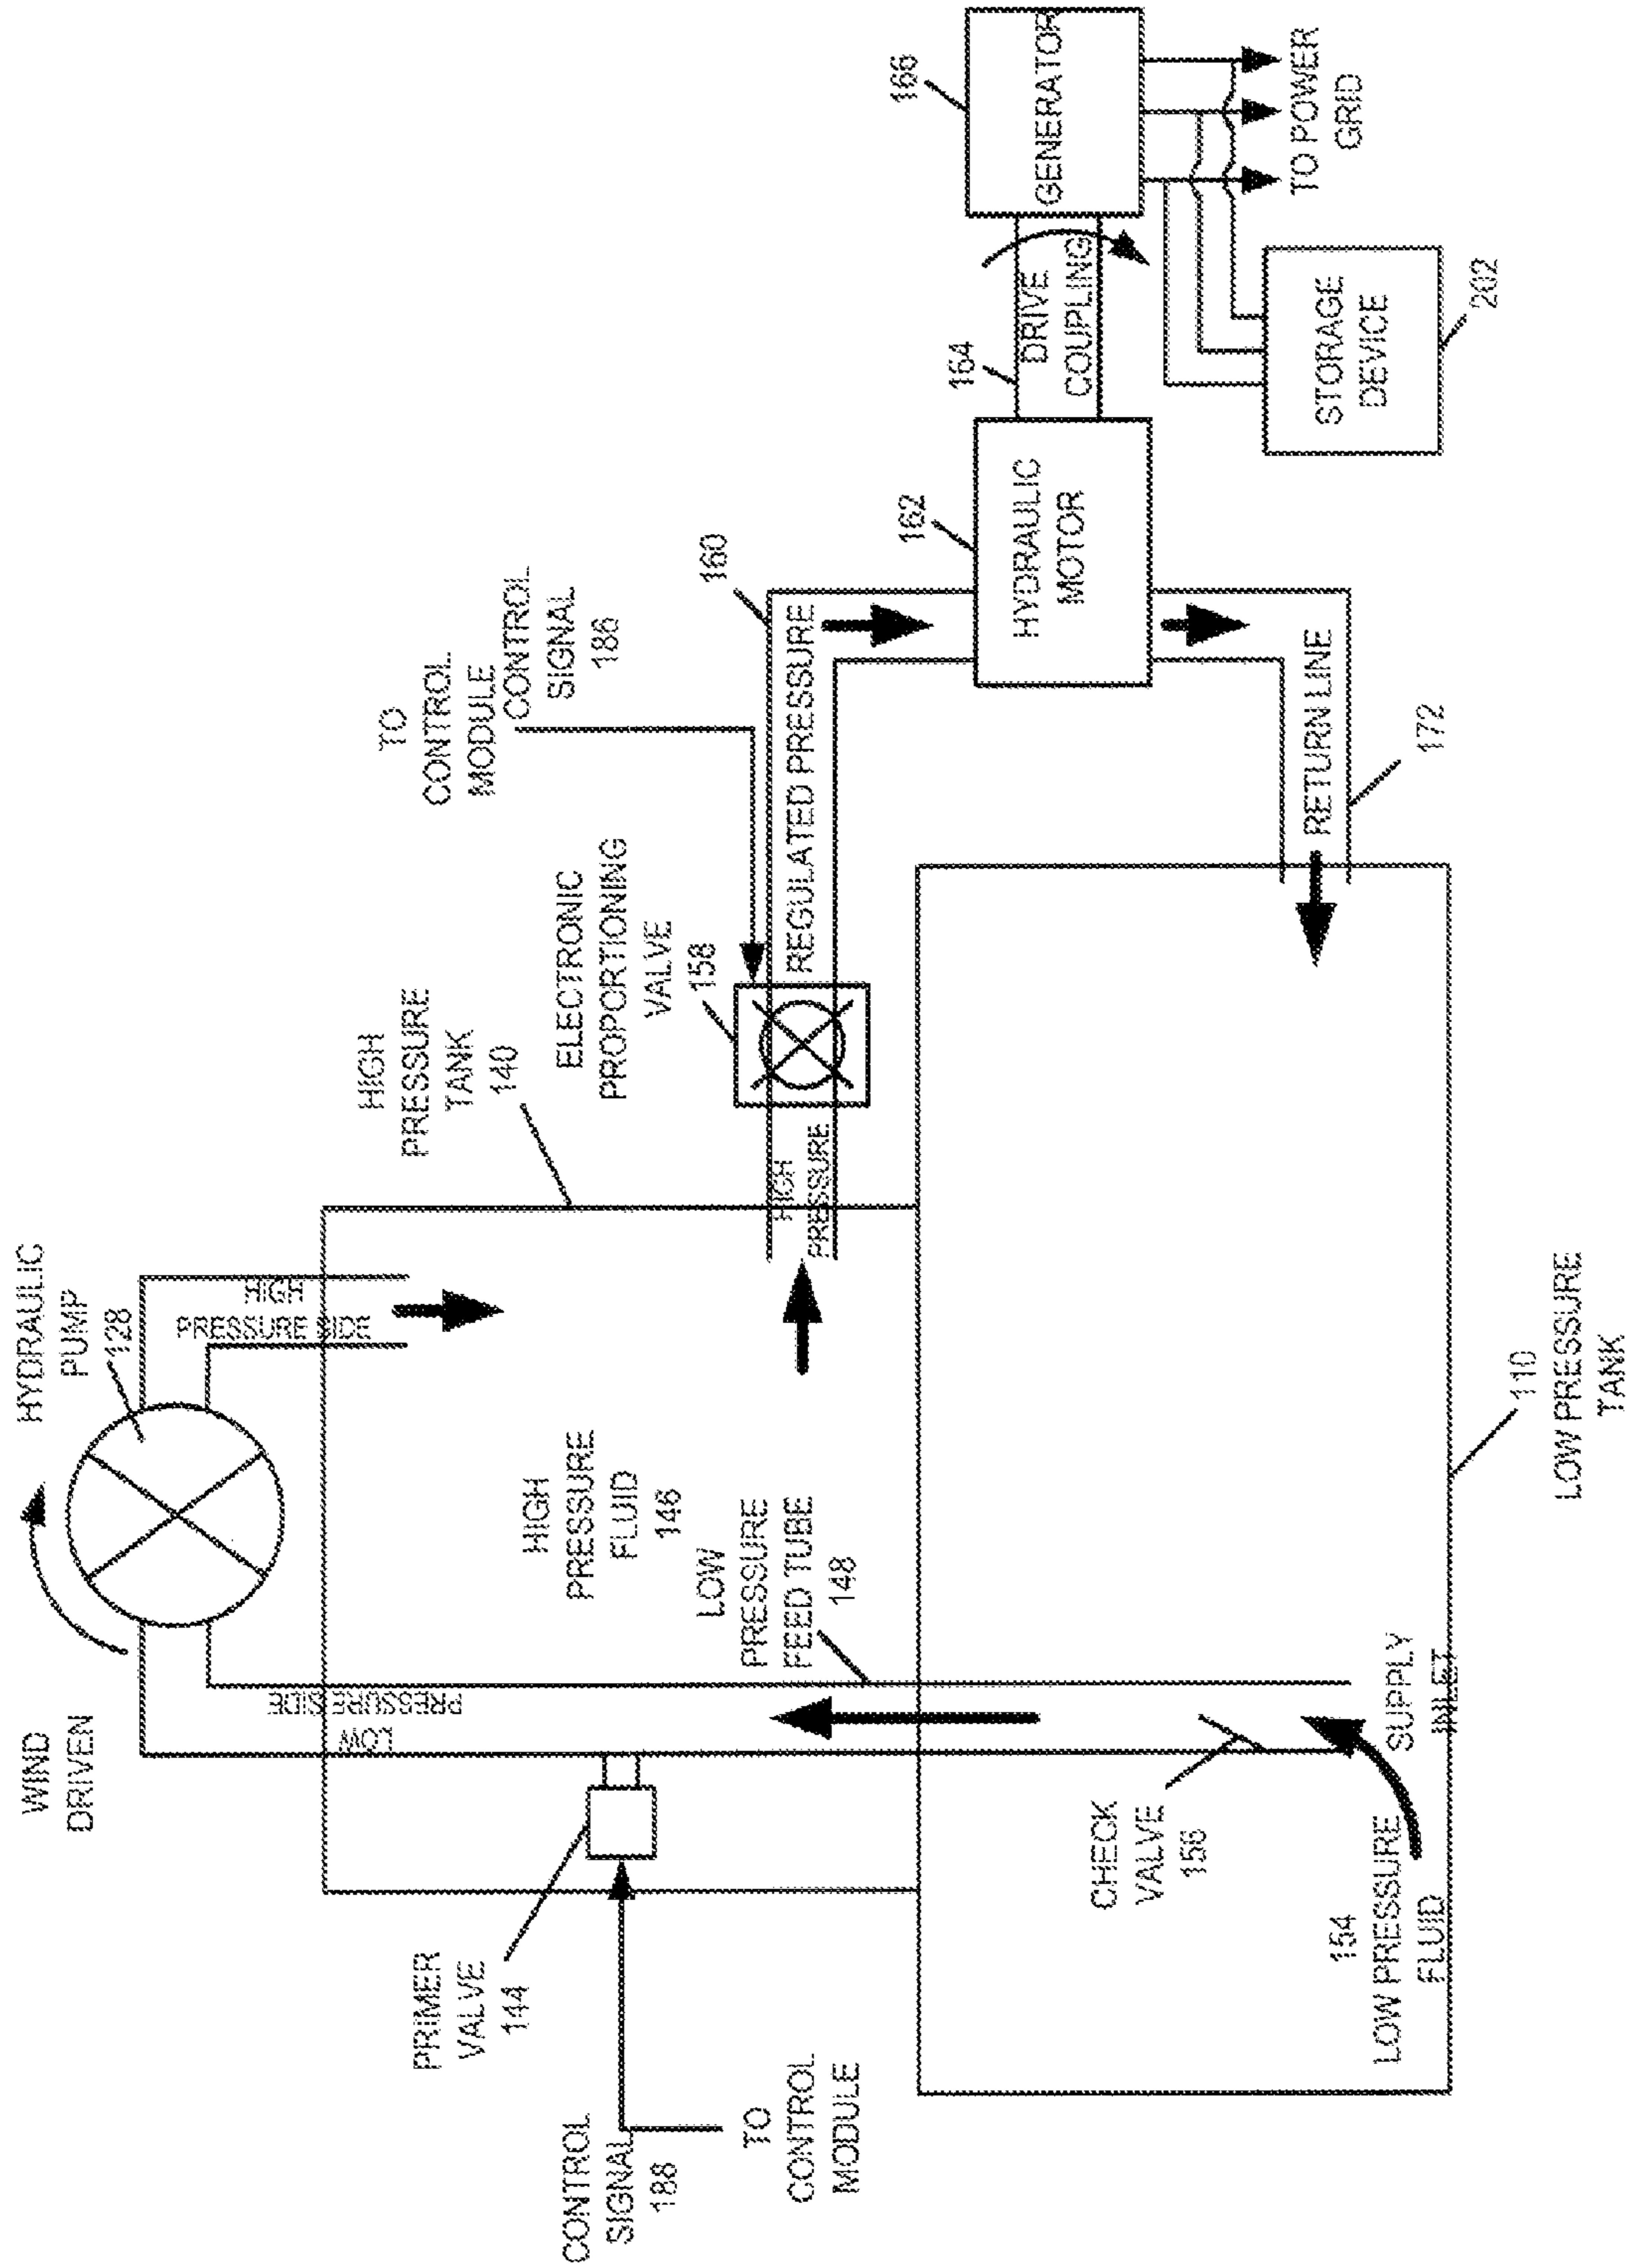 WIND
DRIVEN
HYDRAULIC
PUMP
128
LOW
PRESSURE SIDE
HIGH
PRESSURE SIDE
HIGH
PRESSURE
TANK
140
TO
CONTROL
MODULE
CONTROL
SIGNAL
186
PRIMER
VALVE
144
CONTROL
SIGNAL
188
TO
CONTROL
MODULE
HIGH
PRESSURE
FLUID
146
LOW
PRESSURE
FEED TUBE
148
ELECTRONIC
PROPORTIONING
VALVE
158
HIGH
PRESSURE
REGULATED PRESSURE
160
162
HYDRAULIC
MOTOR
164
DRIVE
COUPLING
166
GENERATOR
TO POWER
GRID
STORAGE
DEVICE
202
RETURN LINE
172
CHECK
VALVE
156
154
LOW PRESSURE
FLUID
SUPPLY
INLET
110
LOW PRESSURE
TANK